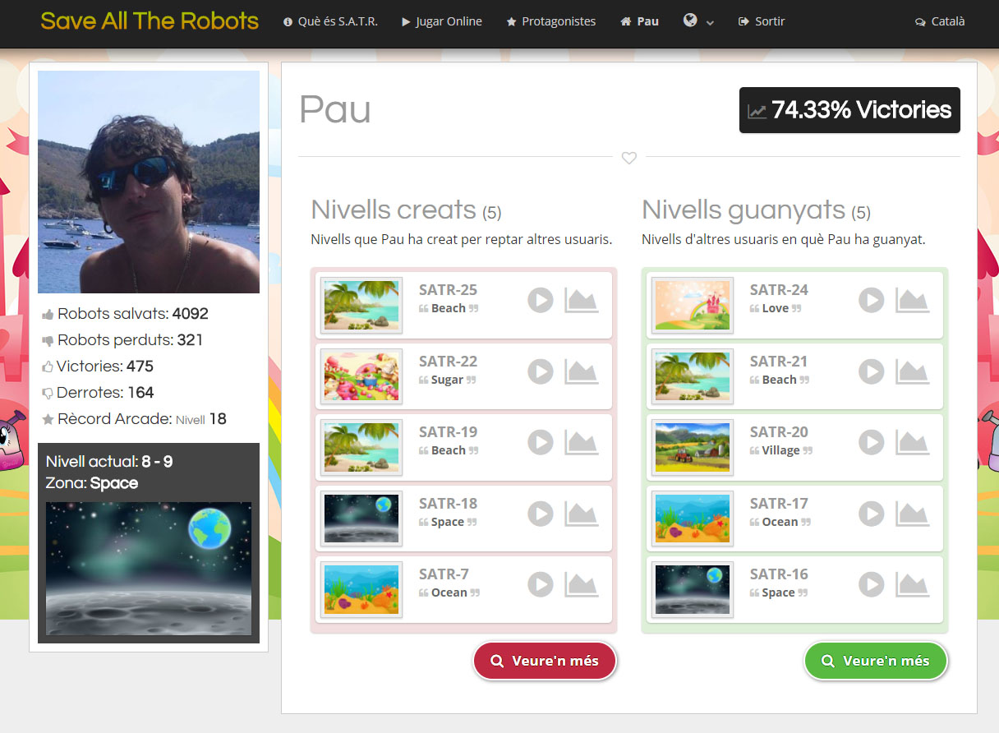 Save All The Robots
Què és S.A.T.R.
Jugar Online
Protagonistes
Pau
Sortir
Català
Robots salvats: 4092
Robots perduts: 321
Victories: 475
Derrotes: 164
Rècord Arcade: Nivell 18
Nivell actual: 8 - 9
Zona: Space
Pau
74.33% Victories
Nivells creats (5)
Nivells que Pau ha creat per reptar altres usuaris.
SATR-25
Beach
SATR-22
Sugar
SATR-19
Beach
SATR-18
Space
SATR-7
Ocean
Veure'n més
Nivells guanyats (5)
Nivells d'altres usuaris en què Pau ha guanyat.
SATR-24
Love
SATR-21
Beach
SATR-20
Village
SATR-17
Ocean
SATR-16
Space
Veure'n més